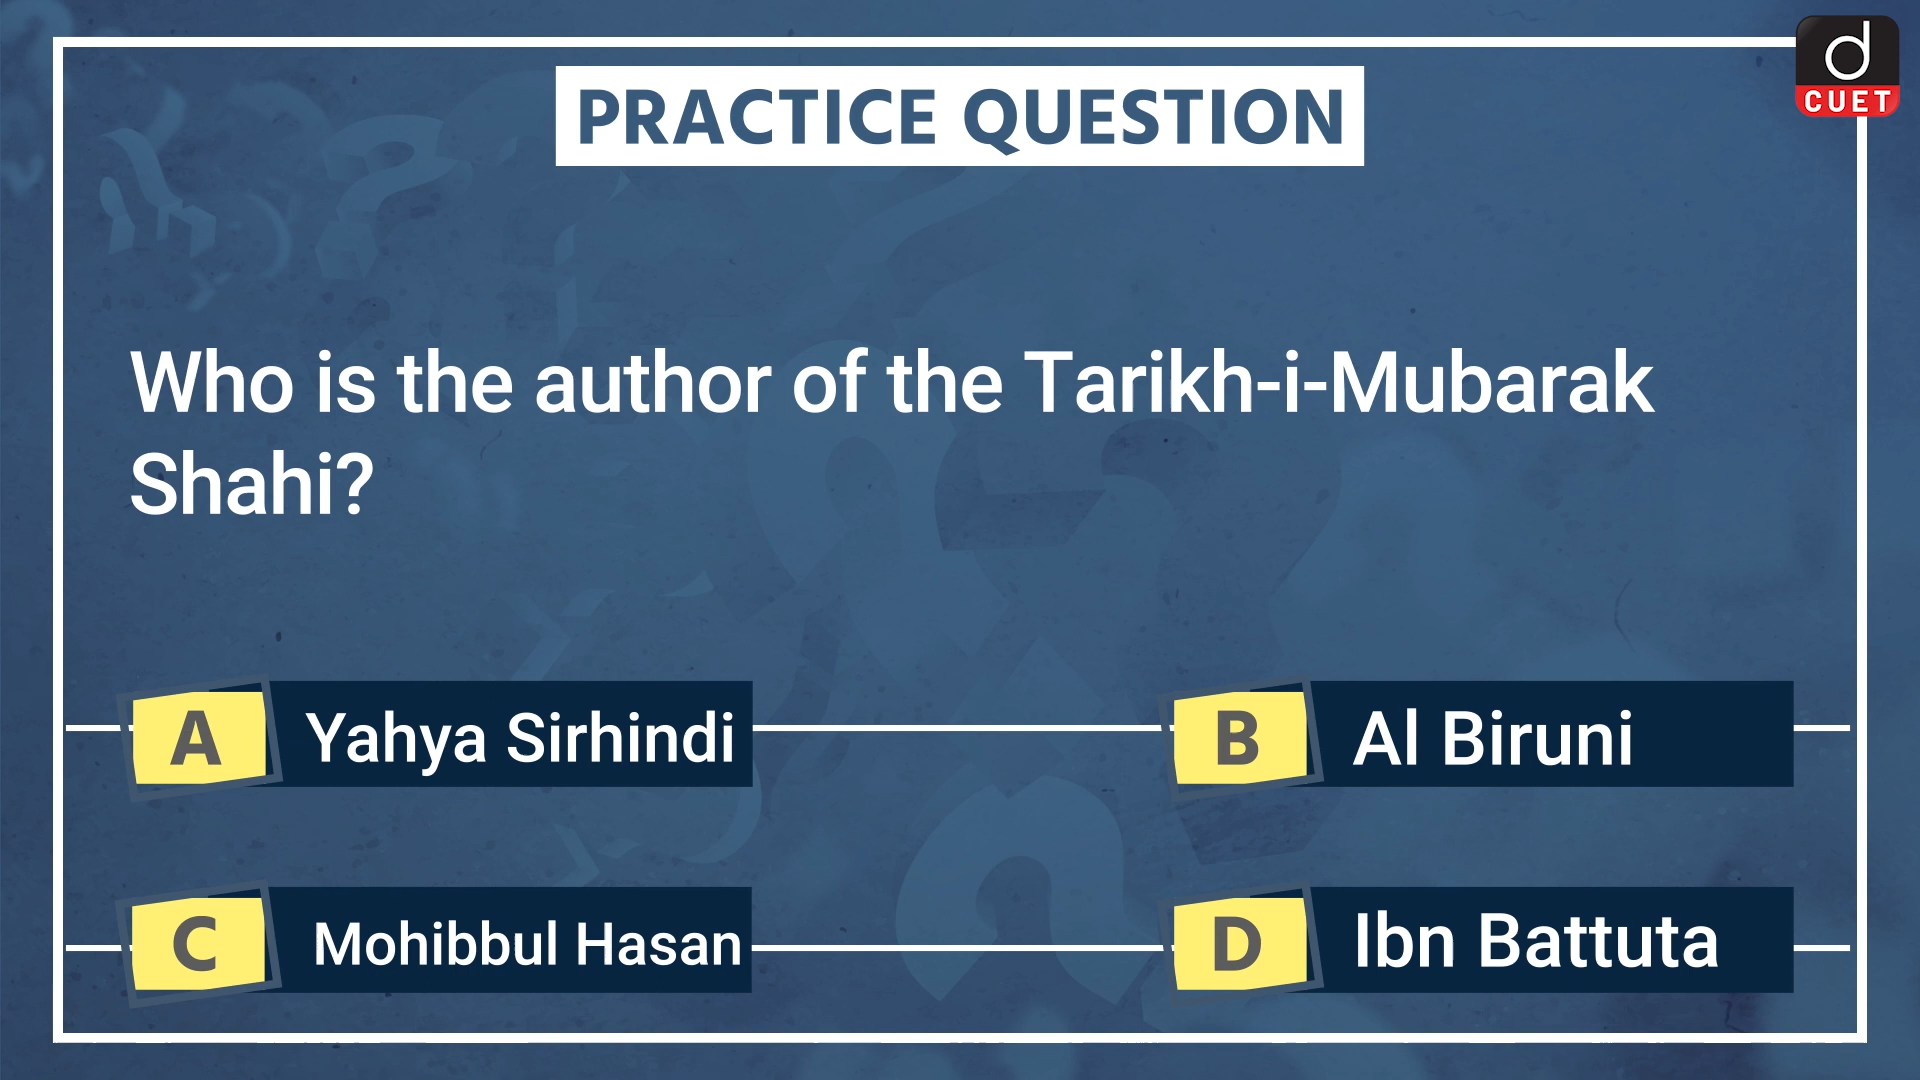 d
CUET
PRACTICE QUESTION
Who is the author of the Tarikh-i-Mubarak
Shahi?
A Yahya Sirhindi
B Al Biruni
C Mohibbul Hasan
D Ibn Battuta